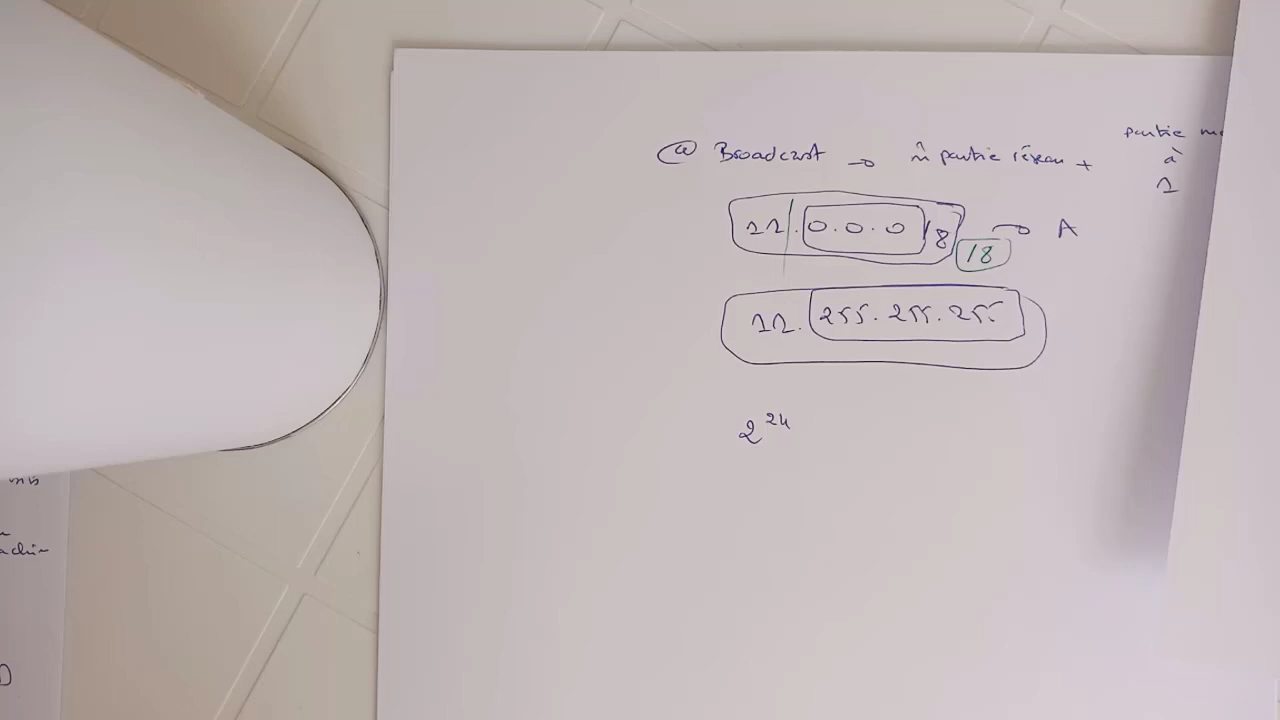 @ Broadcast → m̂ partie réseau + partie
à
1
11.0.0.0/8 → A
/8
11.255.255.255
2^24